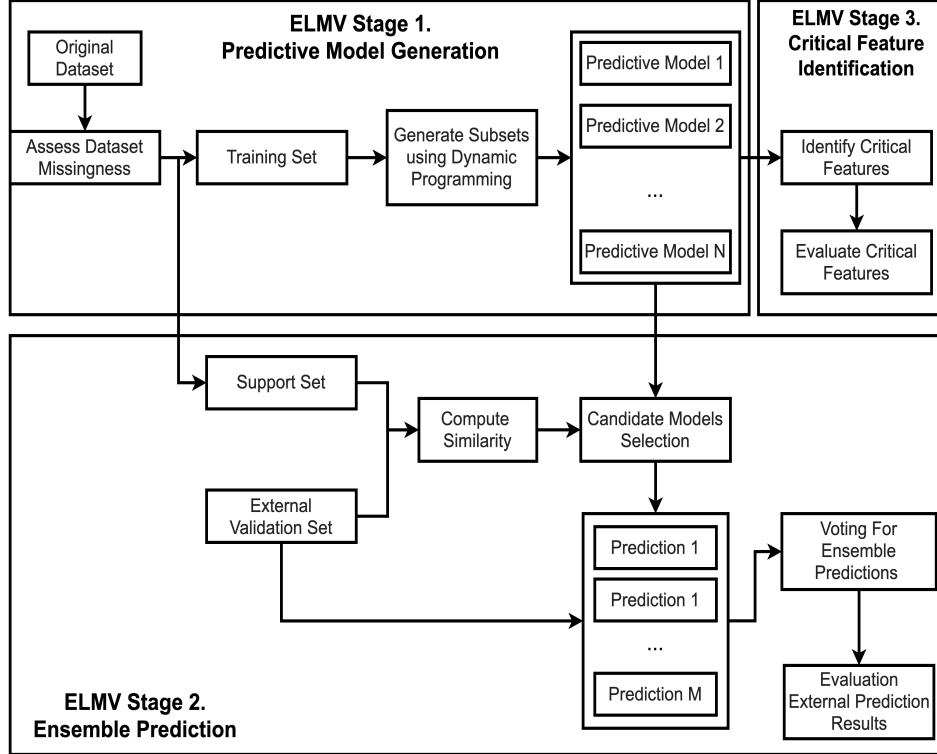 ELMV Stage 1.
Predictive Model Generation
Original
Dataset
Assess Dataset
Missingness
Training Set
Generate Subsets
using Dynamic
Programming
Predictive Model 1
Predictive Model 2
...
Predictive Model N
ELMV Stage 3.
Critical Feature
Identification
Identify Critical
Features
Evaluate Critical
Features
Support Set
External
Validation Set
Compute
Similarity
Candidate Models
Selection
Prediction 1
Prediction 1
...
Prediction M
Voting For
Ensemble
Predictions
Evaluation
External Prediction
Results
ELMV Stage 2.
Ensemble Prediction